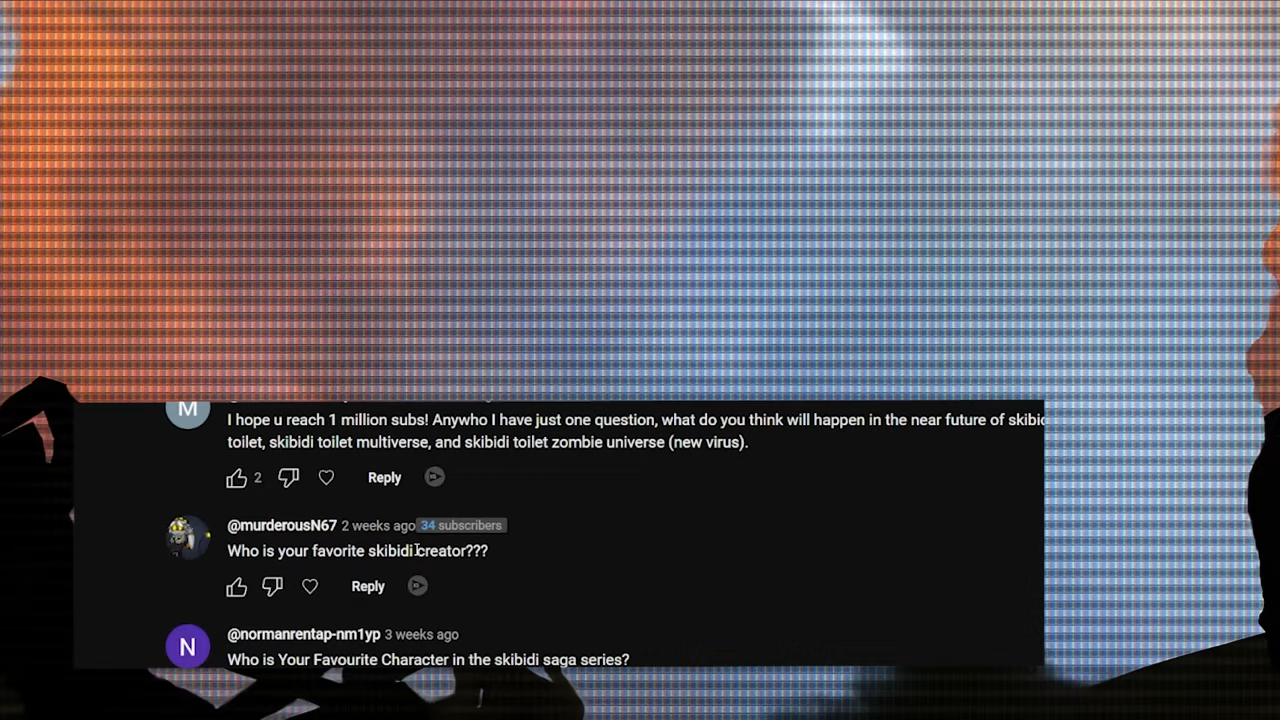 M
I hope u reach 1 million subs! Anywho I have just one question, what do you think will happen in the near future of skibi
toilet, skibidi toilet multiverse, and skibidi toilet zombie universe (new virus).
2 Reply
@murderousN67 2 weeks ago 34 subscribers
Who is your favorite skibidi creator???
Reply
N
@normanrentap-nm1yp 3 weeks ago
Who is Your Favourite Character in the skibidi saga series?